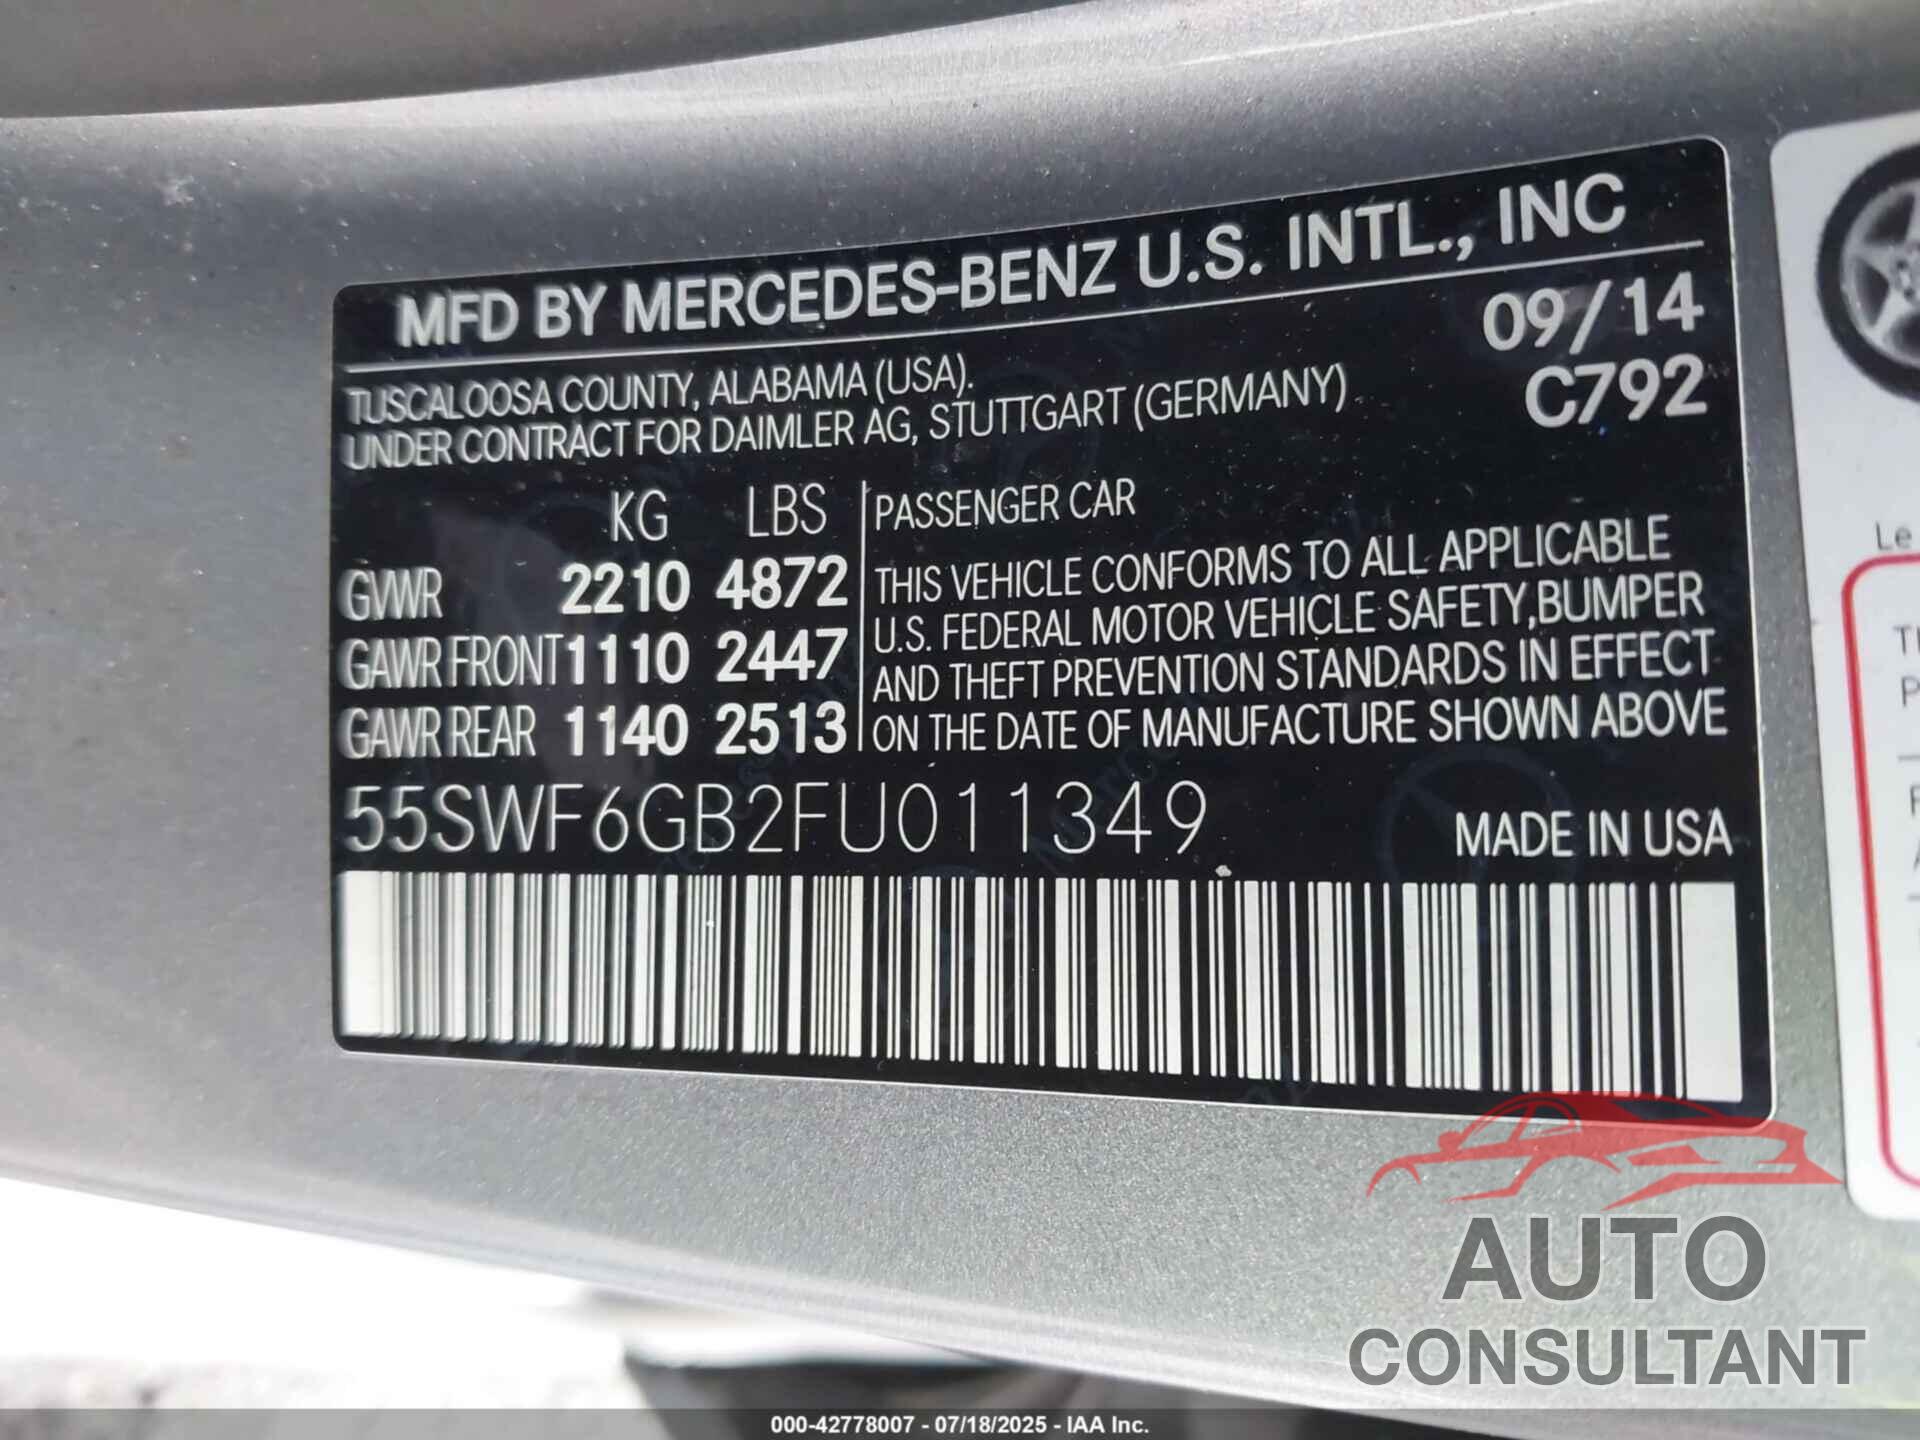 MFD BY MERCEDES-BENZ U.S. INTL., INC
09/14
TUSCALOOSA COUNTY, ALABAMA (USA).
UNDER CONTRACT FOR DAIMLER AG, STUTTGART (GERMANY)
C792
KG LBS
GVWR 2210 4872
GAWR FRONT 1110 2447
GAWR REAR 1140 2513
PASSENGER CAR
THIS VEHICLE CONFORMS TO ALL APPLICABLE
U.S. FEDERAL MOTOR VEHICLE SAFETY,BUMPER
AND THEFT PREVENTION STANDARDS IN EFFECT
ON THE DATE OF MANUFACTURE SHOWN ABOVE
55SWF6GB2FU011349
MADE IN USA
Le
AUTO
CONSULTANT
000-42778007 - 07/18/2025 - IAA Inc.